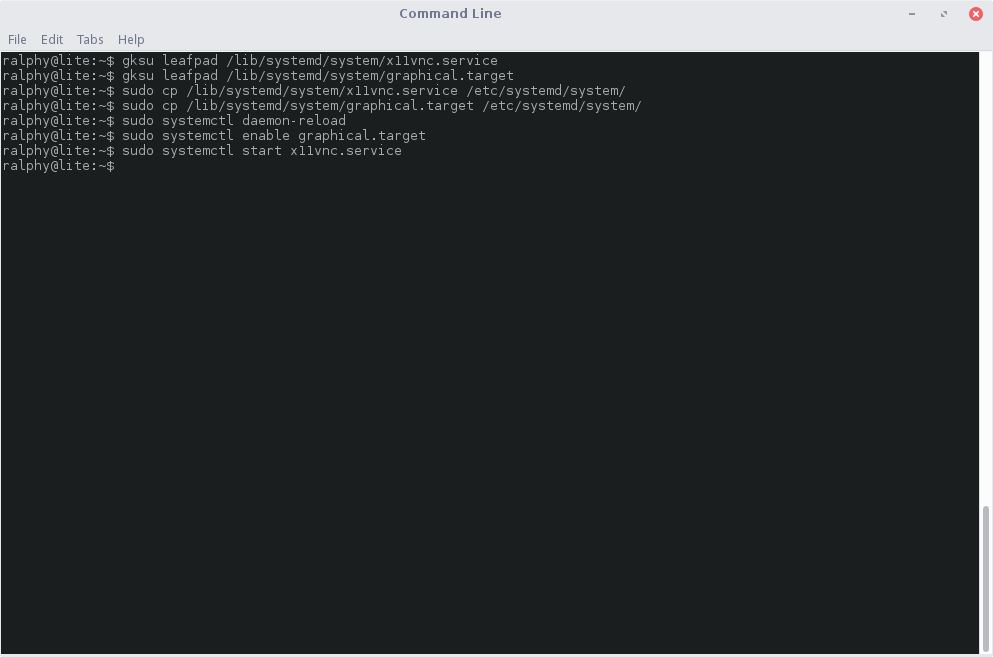 Command Line
File Edit Tabs Help
ralphy@lite:~$ gksu leafpad /lib/systemd/system/x11vnc.service
ralphy@lite:~$ gksu leafpad /lib/systemd/system/graphical.target
ralphy@lite:~$ sudo cp /lib/systemd/system/x11vnc.service /etc/systemd/system/
ralphy@lite:~$ sudo cp /lib/systemd/system/graphical.target /etc/systemd/system/
ralphy@lite:~$ sudo systemctl daemon-reload
ralphy@lite:~$ sudo systemctl enable graphical.target
ralphy@lite:~$ sudo systemctl start x11vnc.service
ralphy@lite:~$